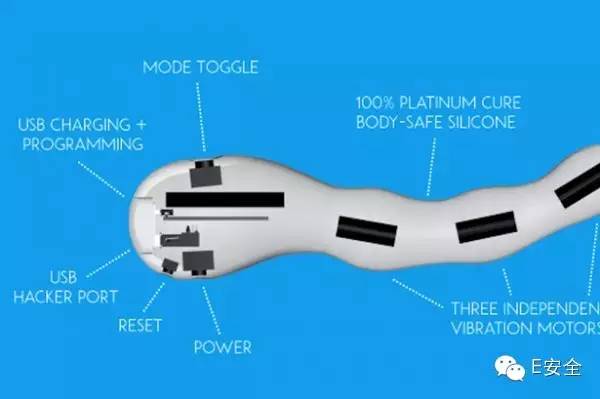 MODE TOGGLE
100% PLATINUM CURE
BODY-SAFE SILICONE
USB CHARGING +
PROGRAMMING
USB
HACKER PORT
RESET
POWER
THREE INDEPENDEN
VIBRATION MOTORS
E安全